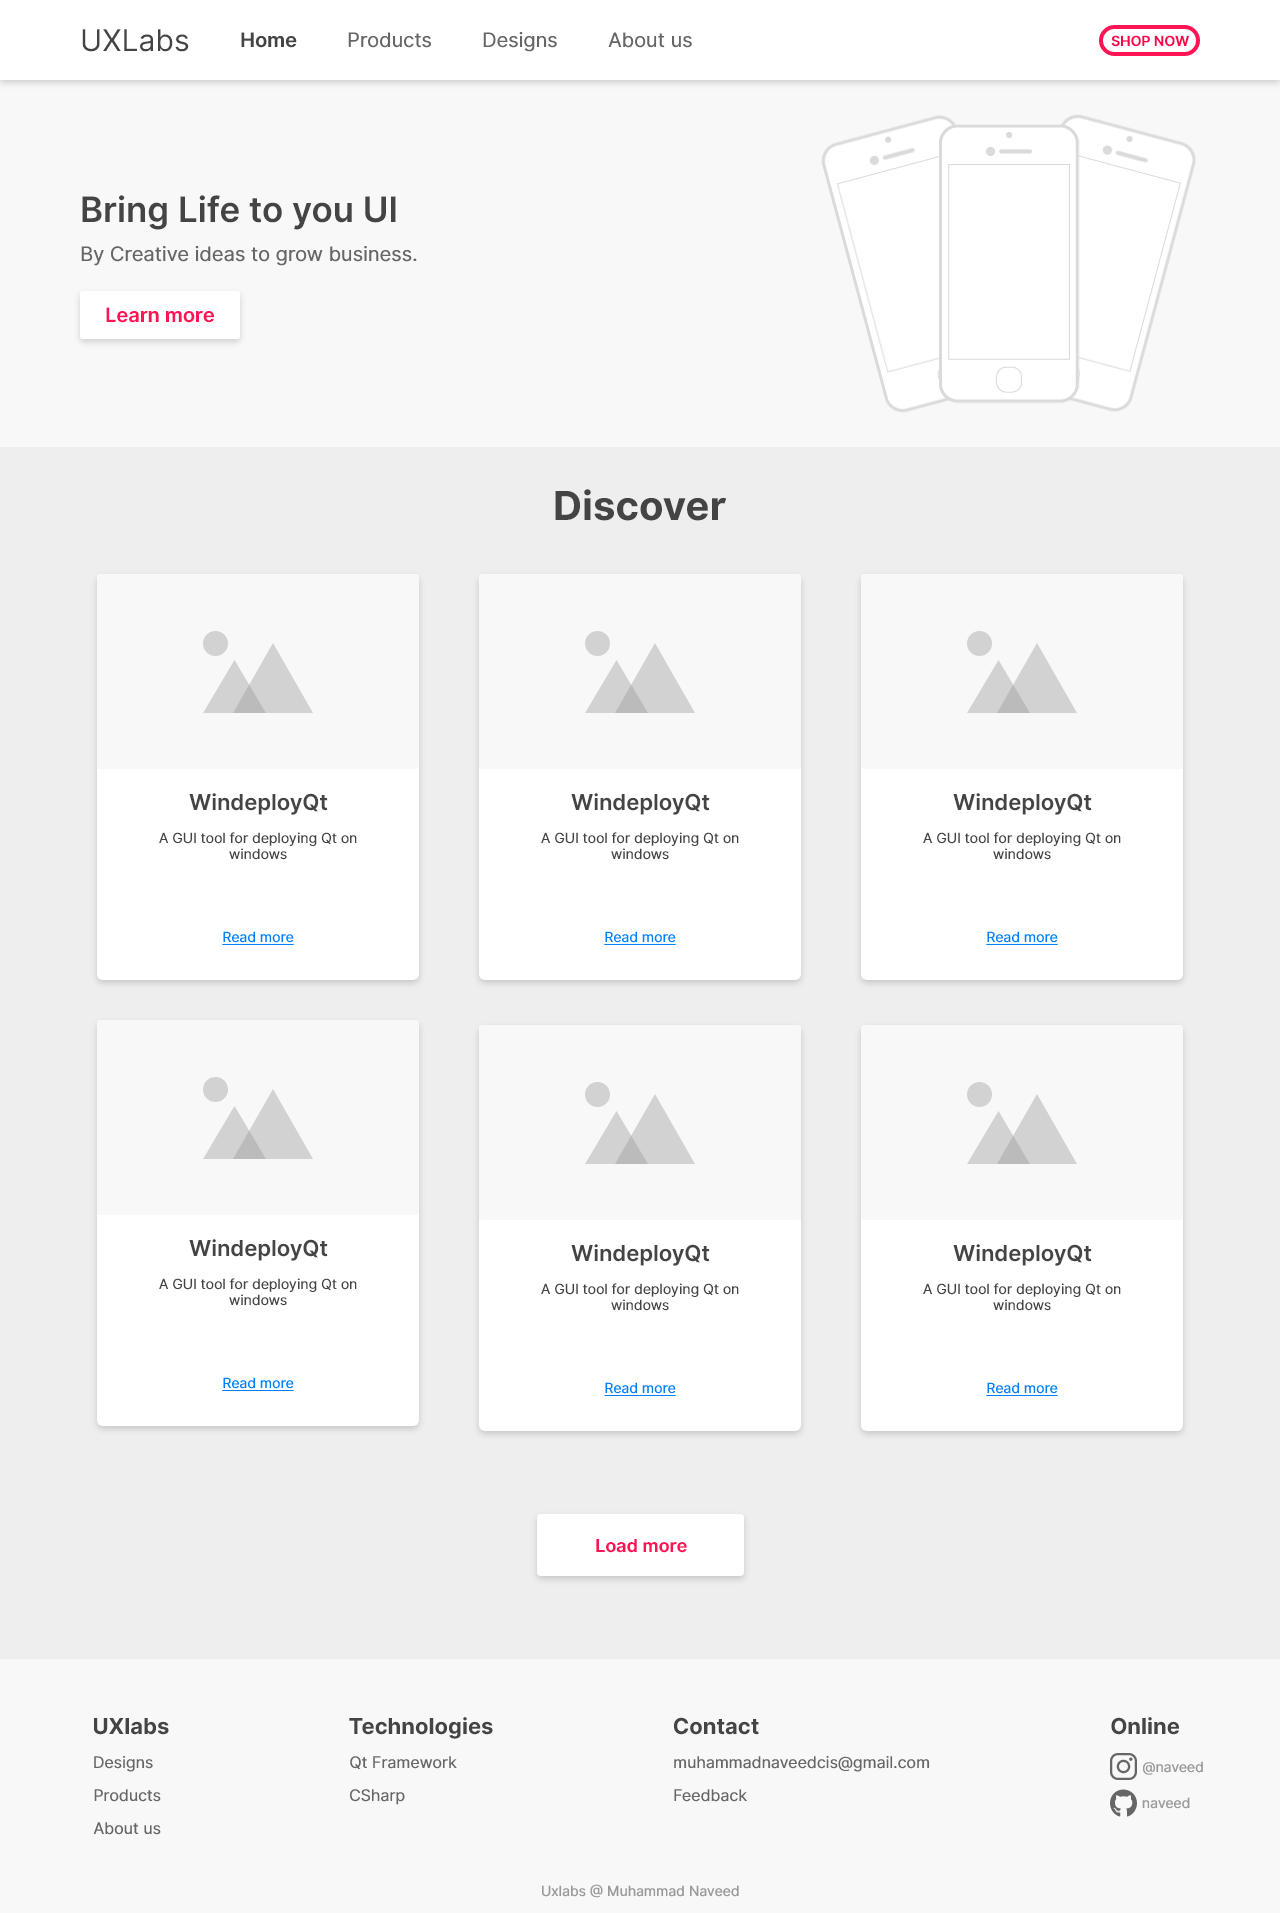 UXLabs Home Products Designs About us SHOP NOW
Bring Life to you UI
By Creative ideas to grow business.
Learn more
Discover
WindeployQt
A GUI tool for deploying Qt on
windows
Read more
WindeployQt
A GUI tool for deploying Qt on
windows
Read more
WindeployQt
A GUI tool for deploying Qt on
windows
Read more
WindeployQt
A GUI tool for deploying Qt on
windows
Read more
WindeployQt
A GUI tool for deploying Qt on
windows
Read more
WindeployQt
A GUI tool for deploying Qt on
windows
Read more
Load more
UXlabs
Designs
Products
About us
Technologies
Qt Framework
CSharp
Contact
muhammadnaveedcis@gmail.com
Feedback
Online
@naveed
naveed
Uxlabs @ Muhammad Naveed